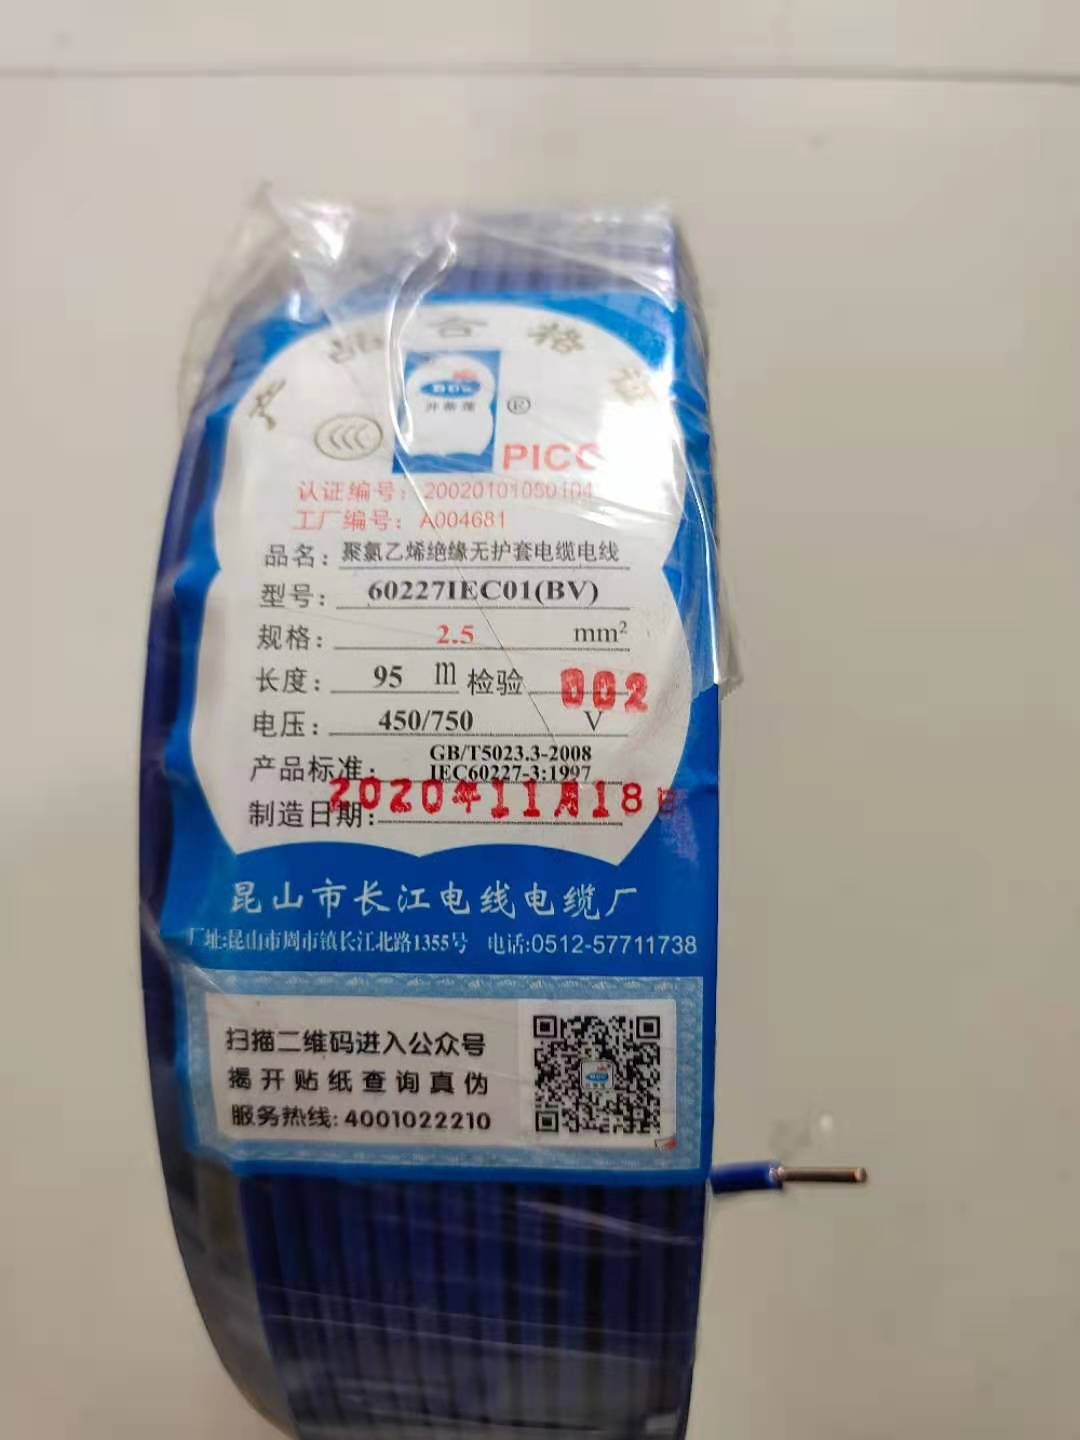 产品合格证
®
PICC
认证编号：20020101050104
工厂编号：A004681
品名：聚氯乙烯绝缘无护套电缆电线
型号：60227IEC01(BV)
规格：2.5 mm²
长度：95 m 检验 002
电压：450/750 V
产品标准：GB/T5023.3-2008
IEC60227-3:1997
制造日期：2020年11月18日
昆山市长江电线电缆厂
厂址:昆山市周市镇长江北路1355号 电话:0512-57711738
扫描二维码进入公众号
揭开贴纸查询真伪
服务热线:4001022210